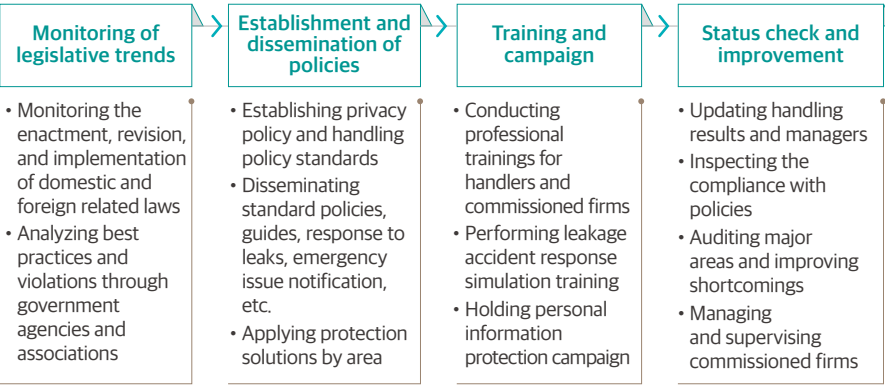 Monitoring of
legislative trends
• Monitoring the
enactment, revision,
and implementation
of domestic and
foreign related laws
• Analyzing best
practices and
violations through
government
agencies and
associations
Establishment and
dissemination of
policies
• Establishing privacy
policy and handling
policy standards
• Disseminating
standard policies,
guides, response to
leaks, emergency
issue notification,
etc.
• Applying protection
solutions by area
Training and
campaign
• Conducting
professional
trainings for
handlers and
commissioned firms
• Performing leakage
accident response
simulation training
• Holding personal
information
protection campaign
Status check and
improvement
• Updating handling
results and managers
• Inspecting the
compliance with
policies
• Auditing major
areas and improving
shortcomings
• Managing
and supervising
commissioned firms